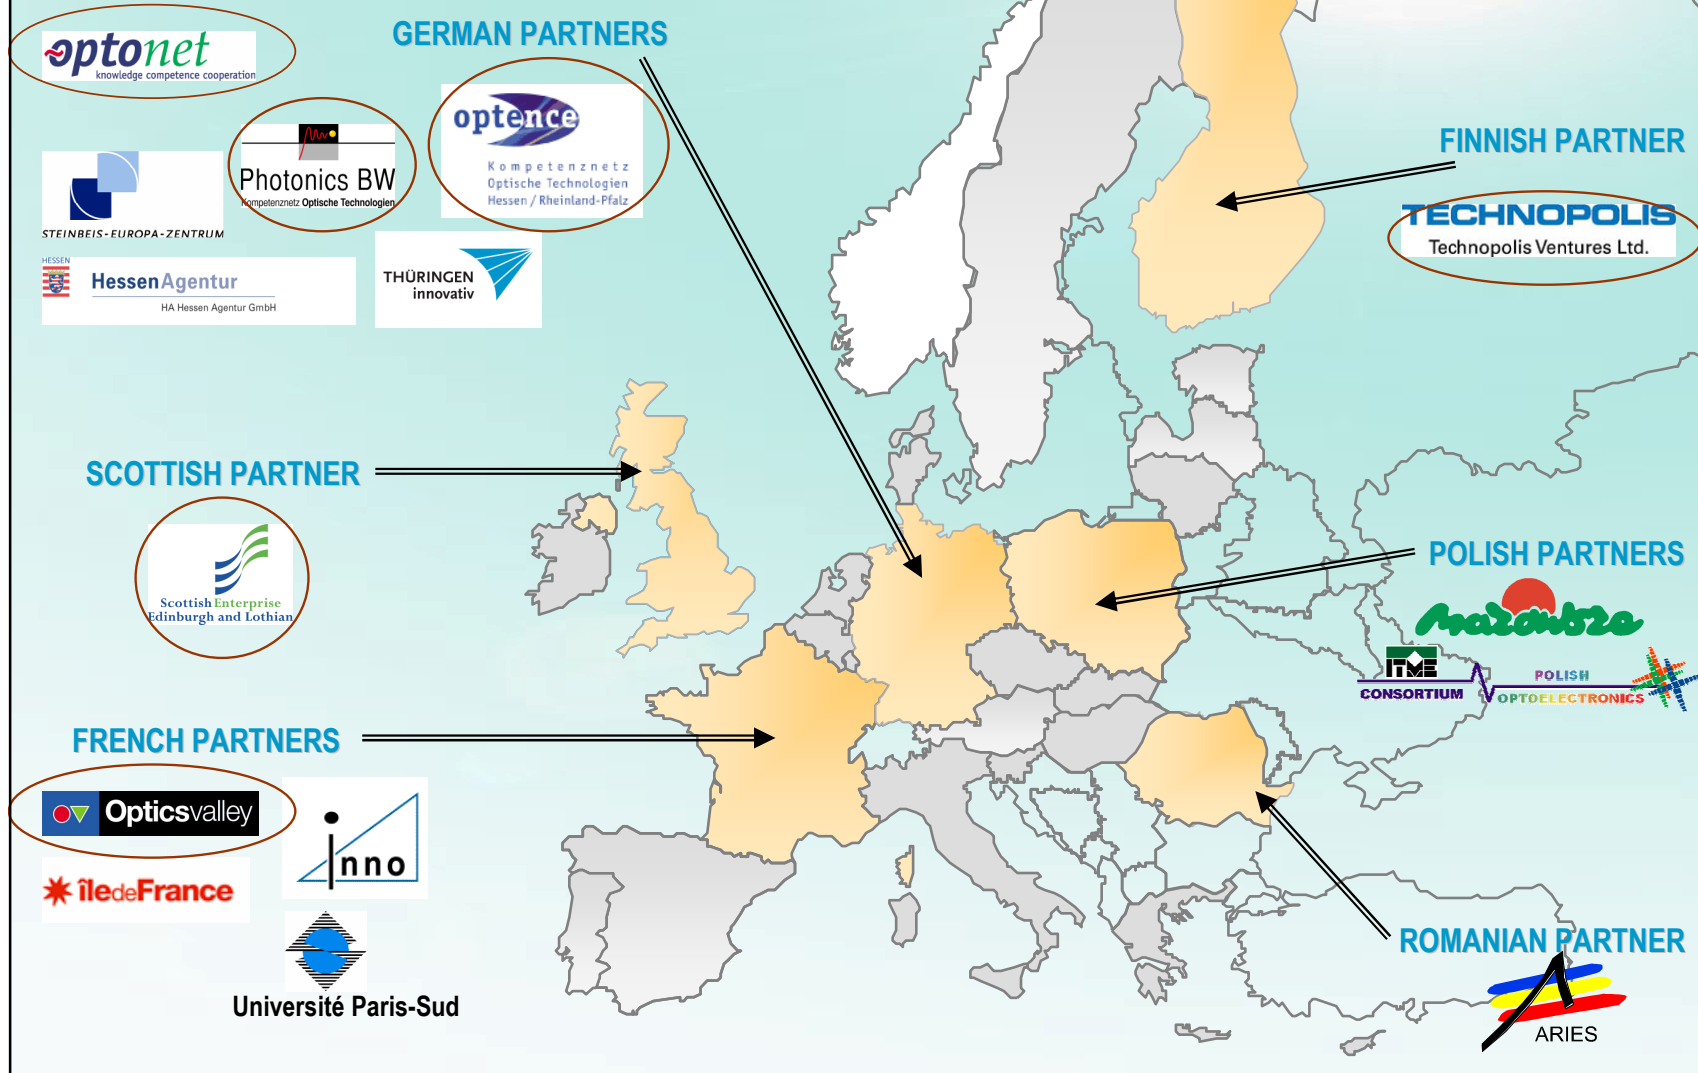 optonet
knowledge competence cooperation
GERMAN PARTNERS
optence
Kompetenznetz
Optische Technologien
Hessen / Rheinland-Pfalz
Photonics BW
Kompetenznetz Optische Technologien
STEINBEIS-EUROPA-ZENTRUM
HESSEN
HessenAgentur
HA Hessen Agentur GmbH
THÜRINGEN
innovativ
FINNISH PARTNER
TECHNOPOLIS
Technopolis Ventures Ltd.
SCOTTISH PARTNER
Scottish Enterprise
Edinburgh and Lothian
POLISH PARTNERS
mazowsze
ITME
CONSORTIUM
POLISH
OPTOELECTRONICS
FRENCH PARTNERS
Opticsvalley
inno
îledeFrance
Université Paris-Sud
ROMANIAN PARTNER
ARIES